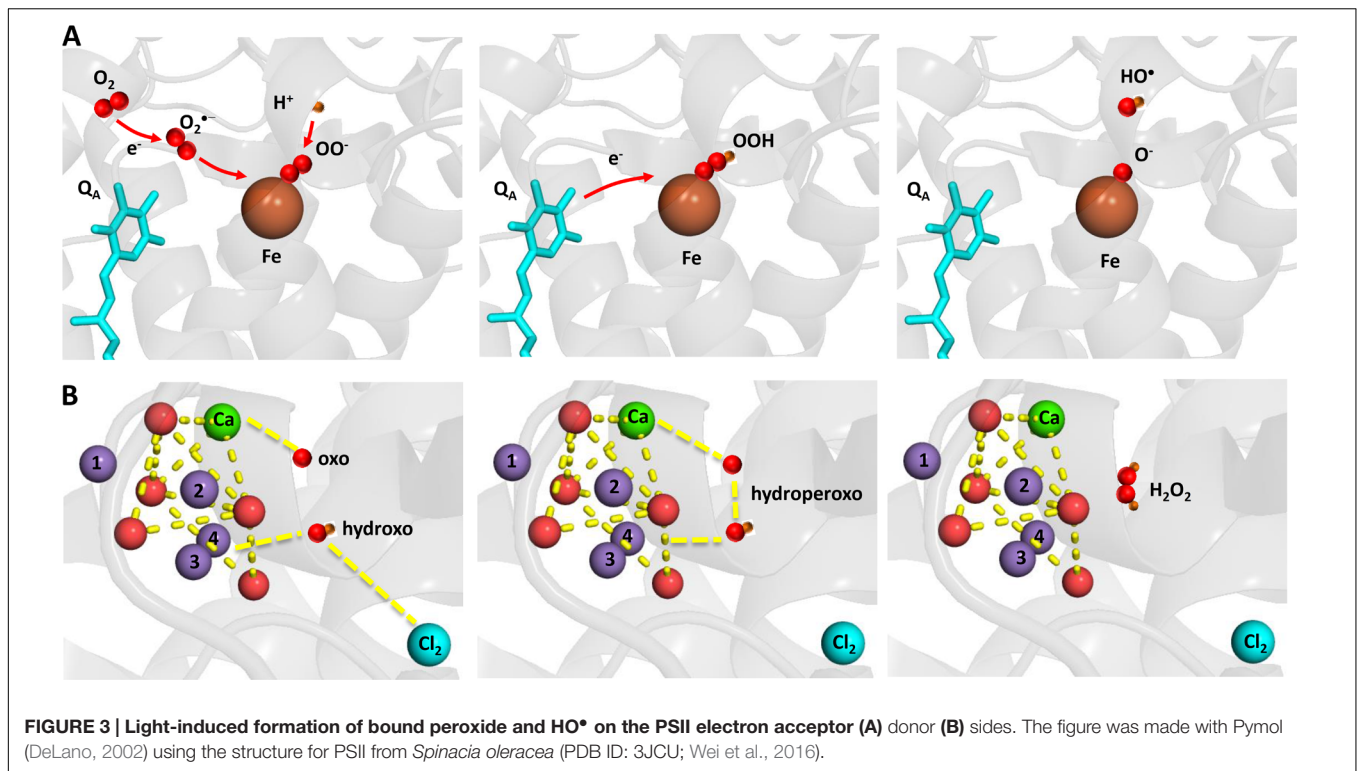 A
O₂
O₂•–
e-
H⁺
OO⁻
Q_A
Fe
e-
OOH
Q_A
Fe
HO•
O⁻
Q_A
Fe
B
Ca
1
oxo
2
hydroxo
4
3
Cl₂
Ca
1
2
hydroperoxo
4
3
Cl₂
Ca
1
2
H₂O₂
4
3
Cl₂
FIGURE 3 | Light-induced formation of bound peroxide and HO• on the PSII electron acceptor (A) donor (B) sides. The figure was made with Pymol
(DeLano, 2002) using the structure for PSII from Spinacia oleracea (PDB ID: 3JCU; Wei et al., 2016).